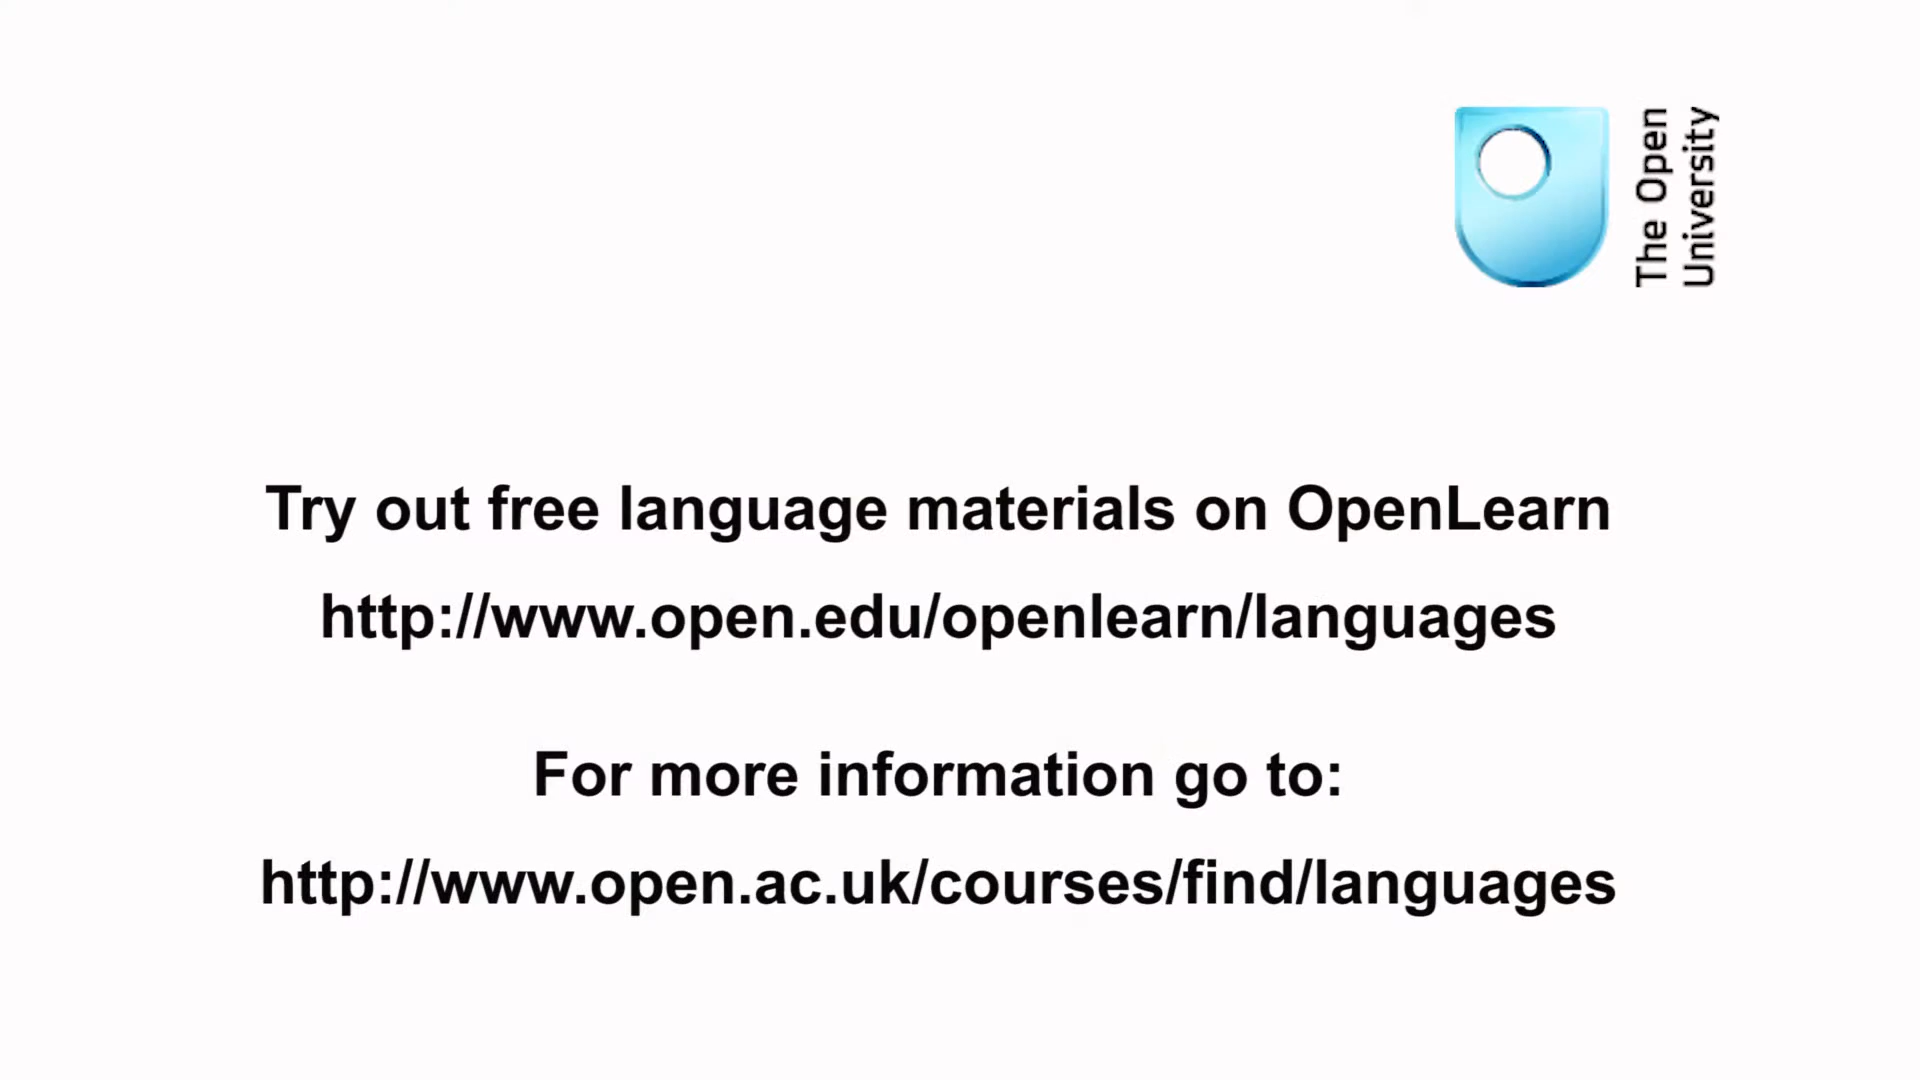 The Open
University
Try out free language materials on OpenLearn
http://www.open.edu/openlearn/languages
For more information go to:
http://www.open.ac.uk/courses/find/languages